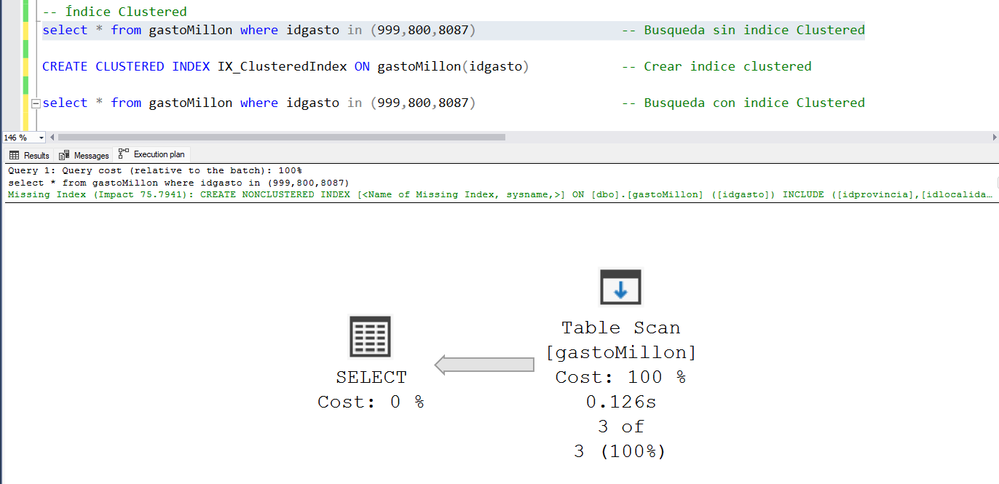 -- Índice Clustered
select * from gastoMillon where idgasto in (999,800,8087) -- Busqueda sin indice Clustered
CREATE CLUSTERED INDEX IX_ClusteredIndex ON gastoMillon(idgasto) -- Crear indice clustered
select * from gastoMillon where idgasto in (999,800,8087) -- Busqueda con indice Clustered
146 %
Results Messages Execution plan
Query 1: Query cost (relative to the batch): 100%
select * from gastoMillon where idgasto in (999,800,8087)
Missing Index (Impact 75.7941): CREATE NONCLUSTERED INDEX [<Name of Missing Index, sysname,>] ON [dbo].[gastoMillon] ([idgasto]) INCLUDE ([idprovincia],[idlocalida…
SELECT
Cost: 0 %
Table Scan
[gastoMillon]
Cost: 100 %
0.126s
3 of
3 (100%)